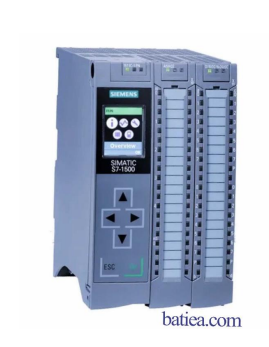 SIEMENS
Overview
SIMATIC
S7-1500
ESC
batiea.com